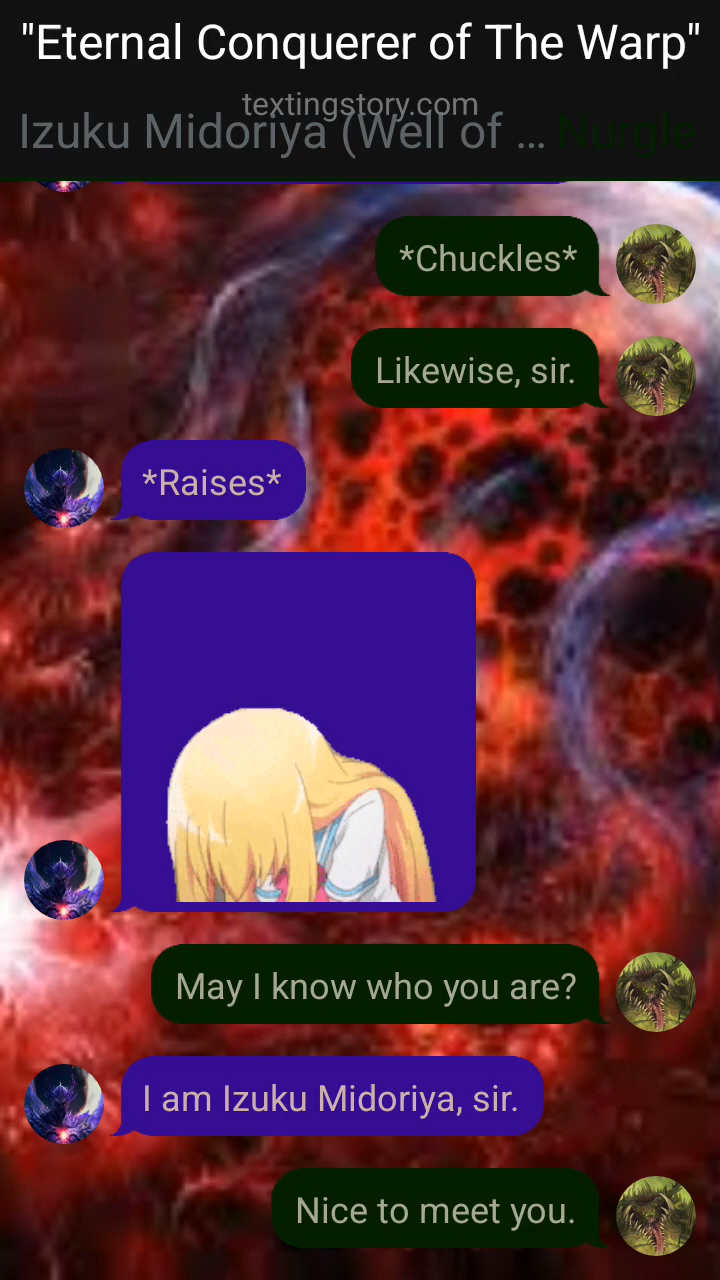 "Eternal Conquerer of The Warp"
textingstory.com
Izuku Midoriya (Well of ... Nurgle
*Chuckles*
Likewise, sir.
*Raises*
May I know who you are?
I am Izuku Midoriya, sir.
Nice to meet you.